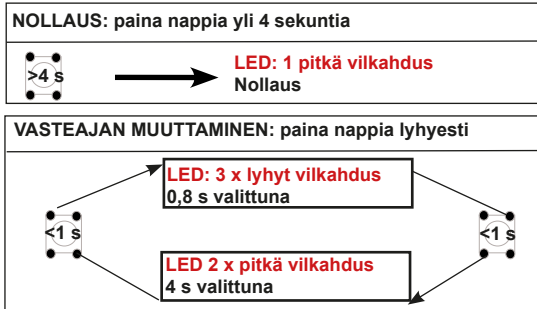 NOLLAUS: paina nappia yli 4 sekuntia
>4 s
LED: 1 pitkä vilkahdus
Nollaus
VASTEAJAN MUUTTAMINEN: paina nappia lyhyesti
LED: 3 x lyhyt vilkahdus
0,8 s valittuna
<1 s
<1 s
LED 2 x pitkä vilkahdus
4 s valittuna